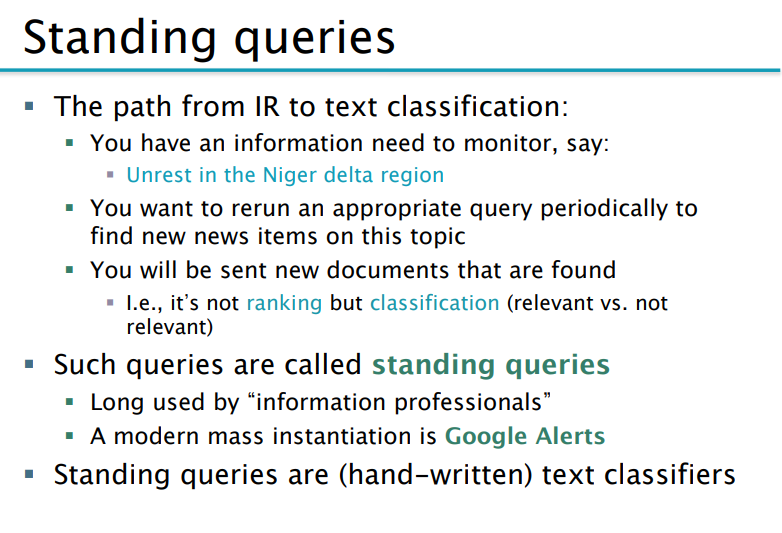 Standing queries
The path from IR to text classification:
You have an information need to monitor, say:
Unrest in the Niger delta region
You want to rerun an appropriate query periodically to
find new news items on this topic
You will be sent new documents that are found
I.e., it’s not ranking but classification (relevant vs. not
relevant)
Such queries are called standing queries
Long used by “information professionals”
A modern mass instantiation is Google Alerts
Standing queries are (hand-written) text classifiers